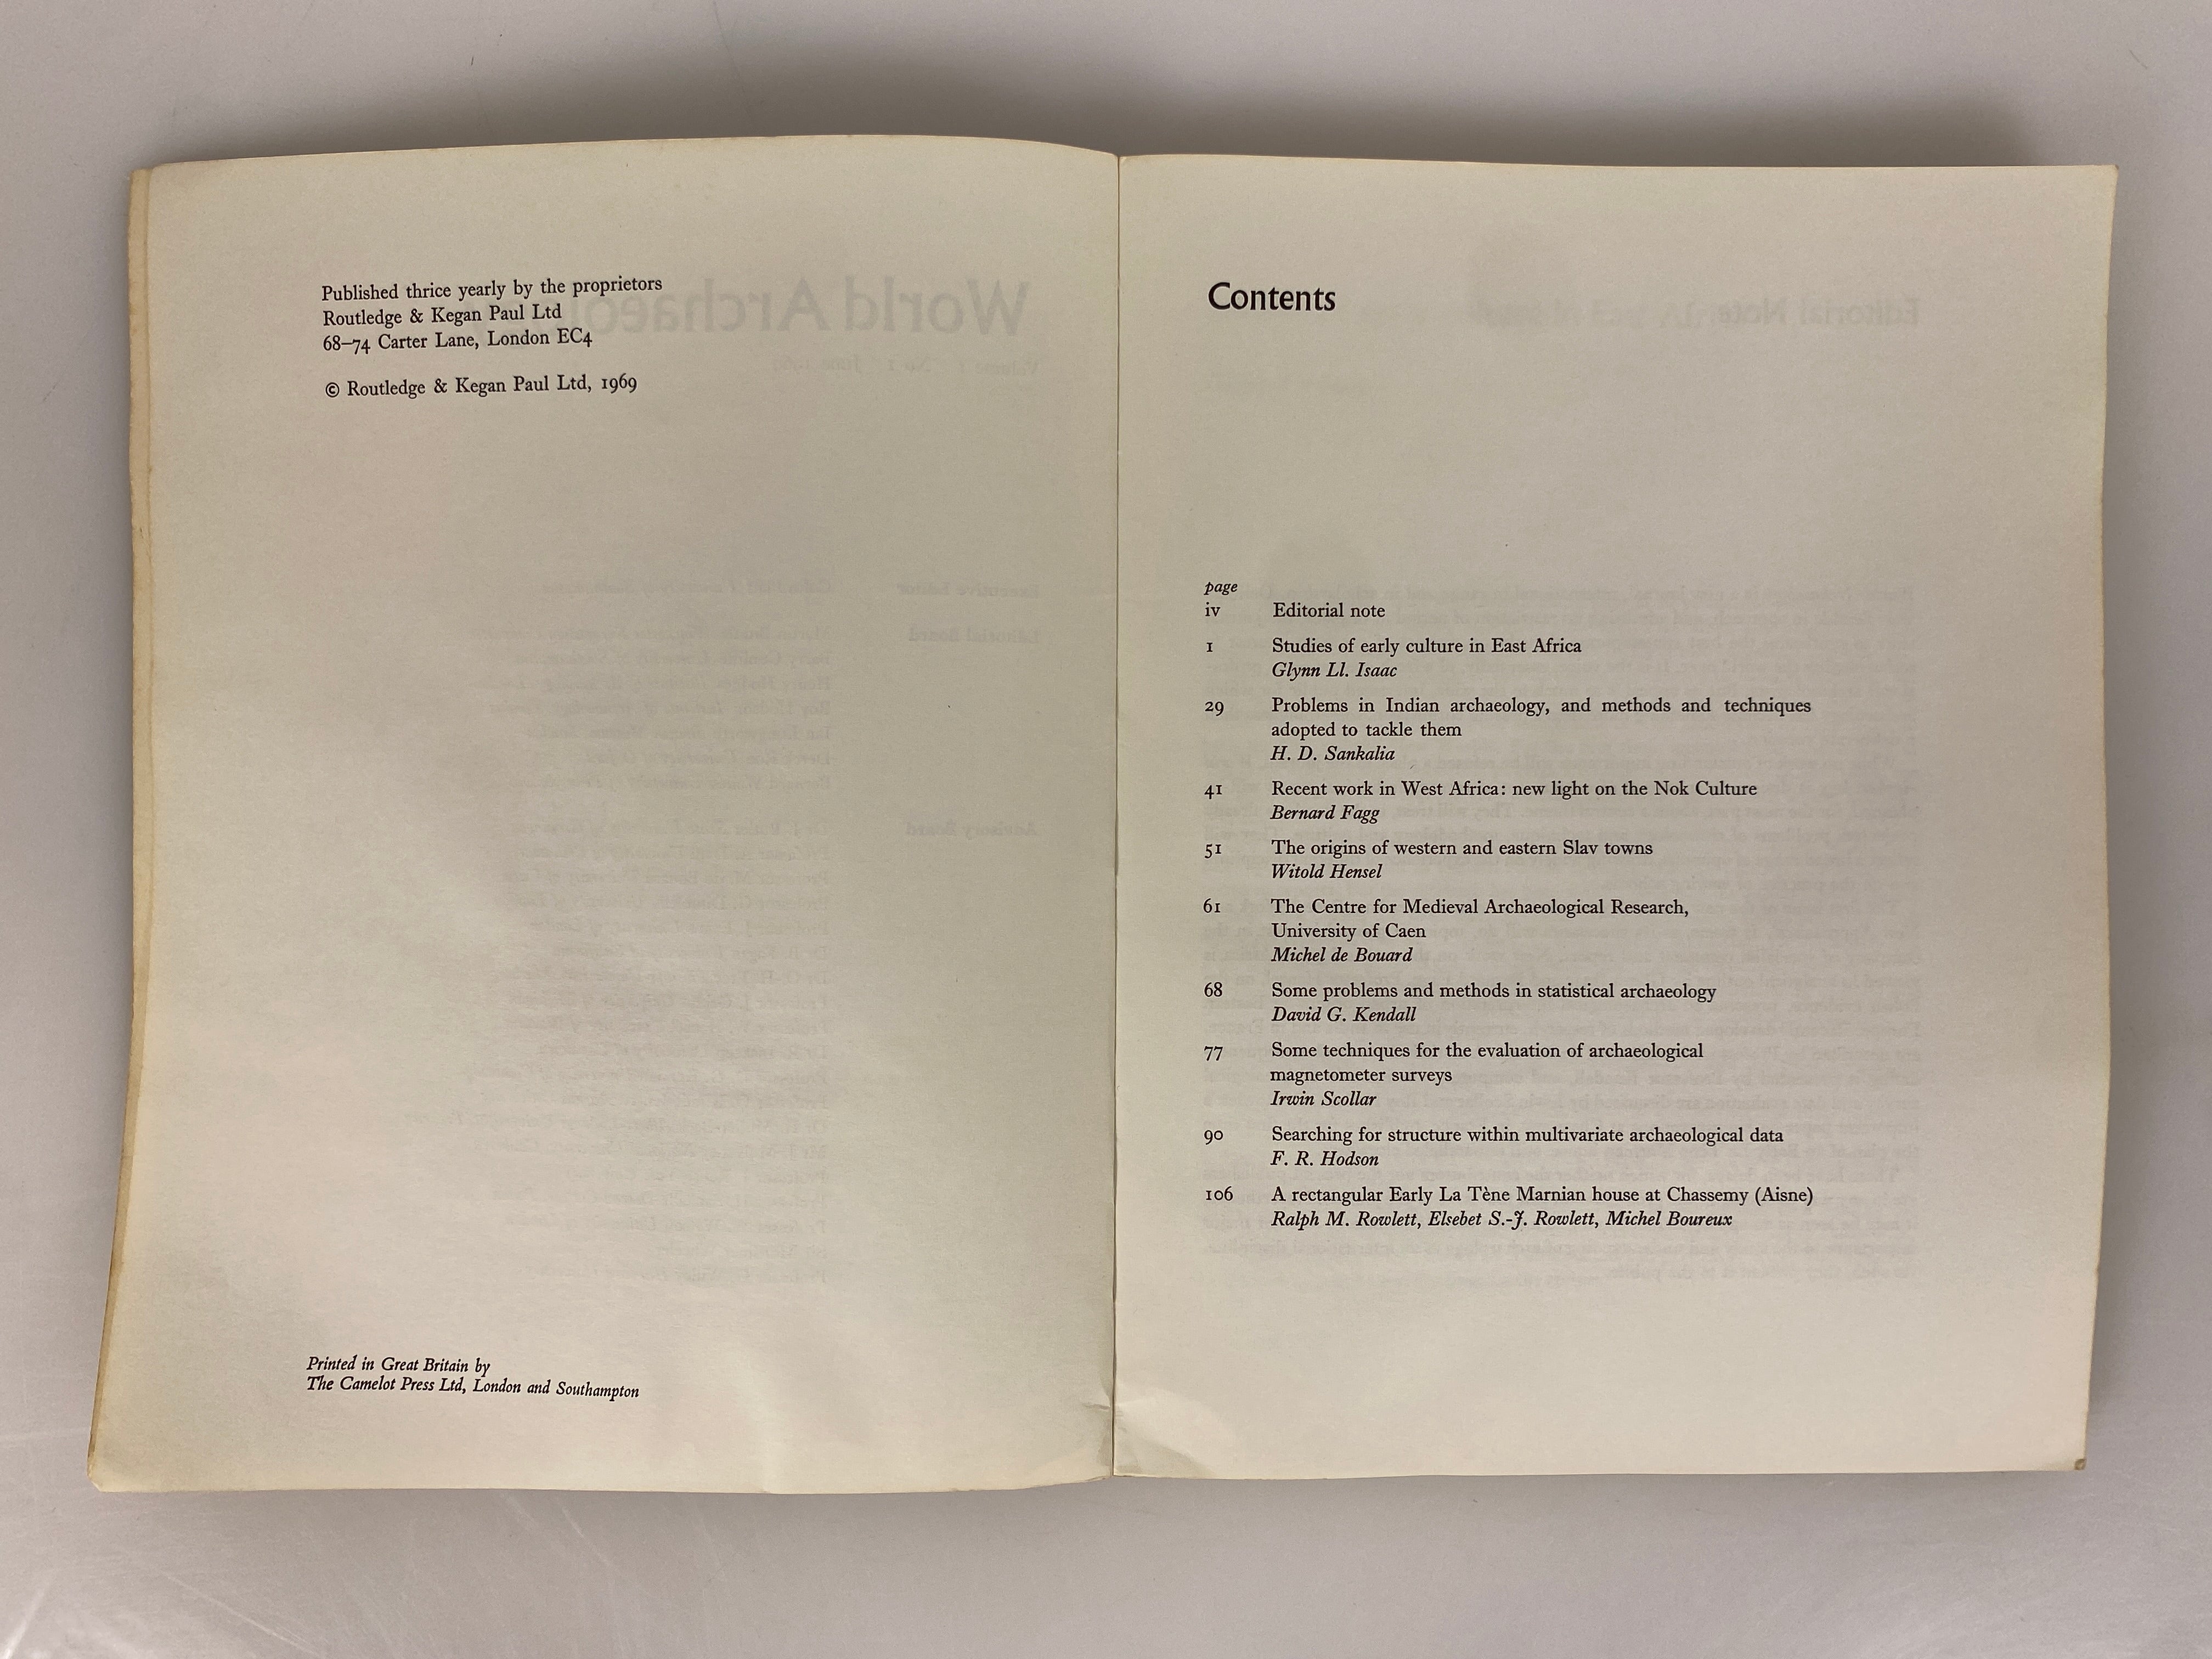 Published thrice yearly by the proprietors
Routledge & Kegan Paul Ltd
68–74 Carter Lane, London EC4
© Routledge & Kegan Paul Ltd, 1969
Printed in Great Britain by
The Camelot Press Ltd, London and Southampton
Contents
page
iv Editorial note
1 Studies of early culture in East Africa
Glynn Ll. Isaac
29 Problems in Indian archaeology, and methods and techniques
adopted to tackle them
H. D. Sankalia
41 Recent work in West Africa: new light on the Nok Culture
Bernard Fagg
51 The origins of western and eastern Slav towns
Witold Hensel
61 The Centre for Medieval Archaeological Research,
University of Caen
Michel de Bouard
68 Some problems and methods in statistical archaeology
David G. Kendall
77 Some techniques for the evaluation of archaeological
magnetometer surveys
Irwin Scollar
90 Searching for structure within multivariate archaeological data
F. R. Hodson
106 A rectangular Early La Tène Marnian house at Chassemy (Aisne)
Ralph M. Rowlett, Elsebet S.-J. Rowlett, Michel Boureux